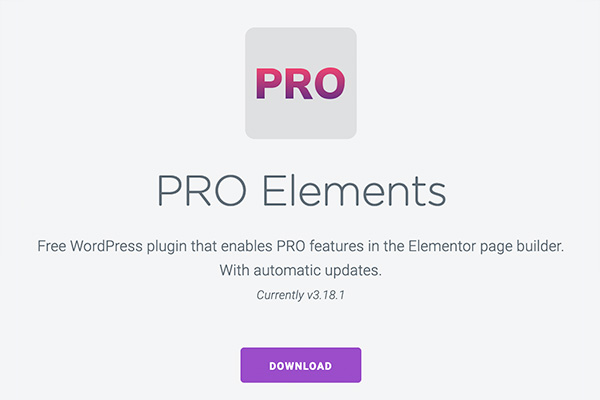 PRO
PRO Elements
Free WordPress plugin that enables PRO features in the Elementor page builder.
With automatic updates.
Currently v3.18.1
DOWNLOAD